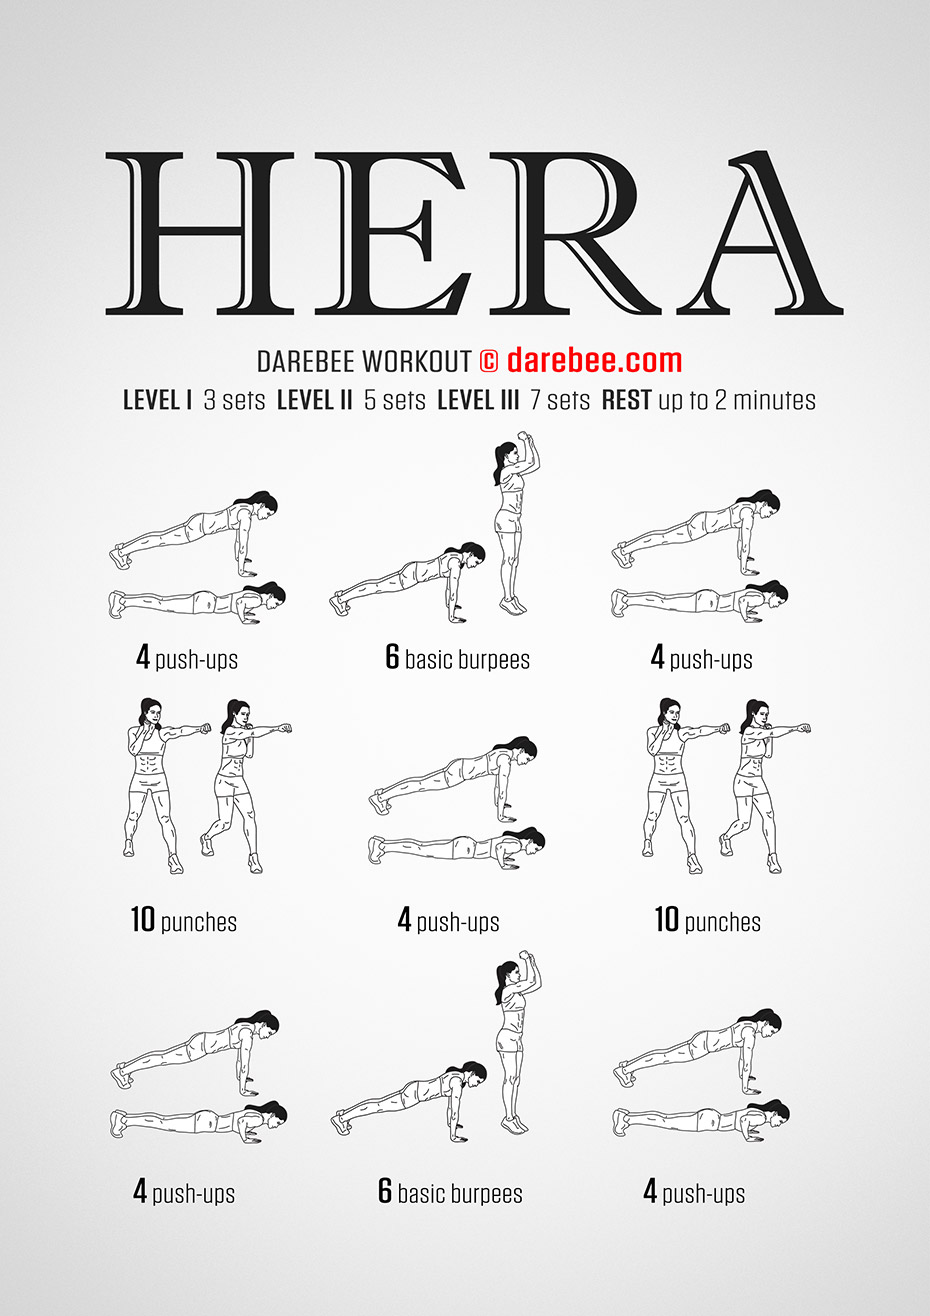 HERA
DAREBEE WORKOUT © darebee.com
LEVEL I 3 sets LEVEL II 5 sets LEVEL III 7 sets REST up to 2 minutes
4 push-ups
6 basic burpees
4 push-ups
10 punches
4 push-ups
10 punches
4 push-ups
6 basic burpees
4 push-ups